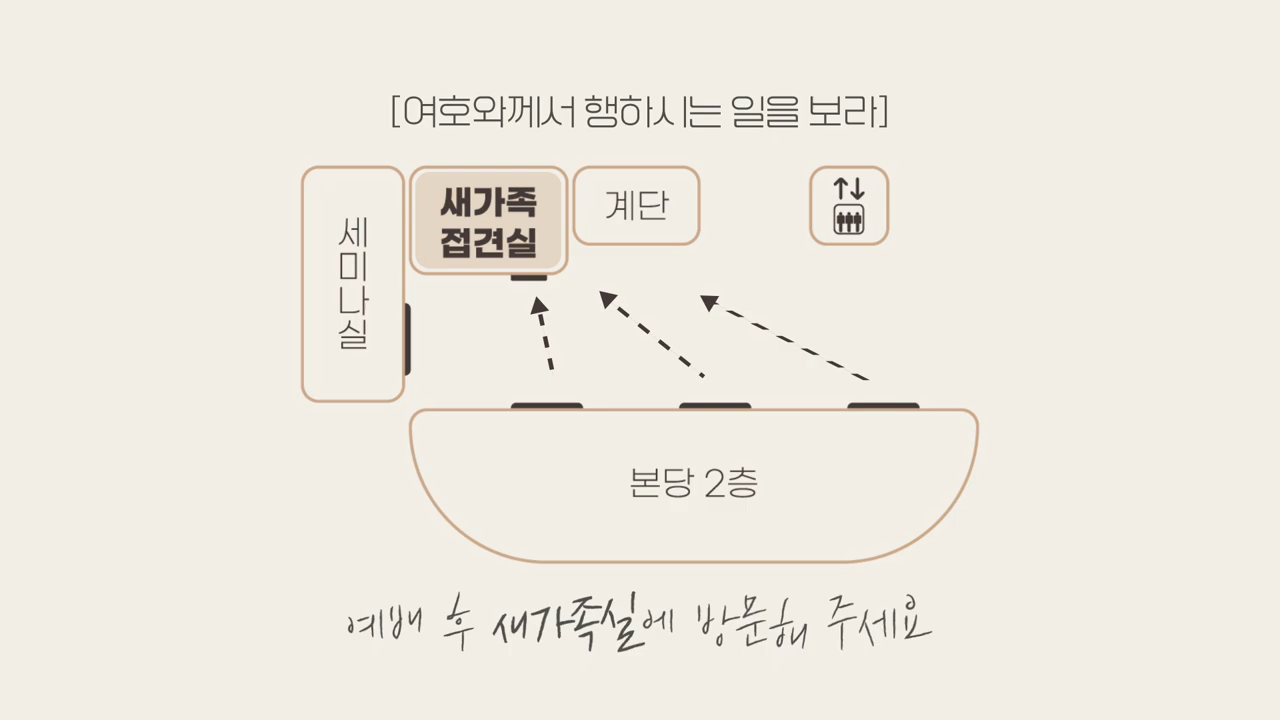 [여호와께서 행하시는 일을 보라]
세미나실
새가족
접견실
계단
본당 2층
예배 후 새가족실에 방문해 주세요